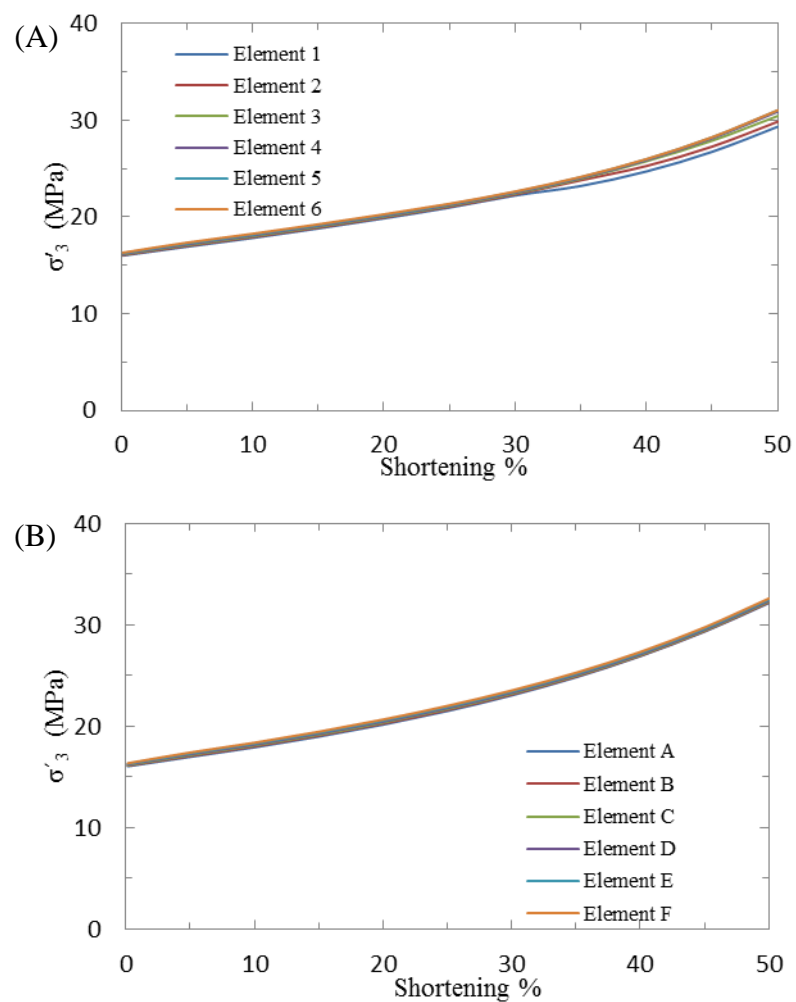 (A)
40
30
20
10
0
σ′₃ (MPa)
Element 1
Element 2
Element 3
Element 4
Element 5
Element 6
0 10 20 30 40 50
Shortening %
(B)
40
30
20
10
0
σ′₃ (MPa)
Element A
Element B
Element C
Element D
Element E
Element F
0 10 20 30 40 50
Shortening %